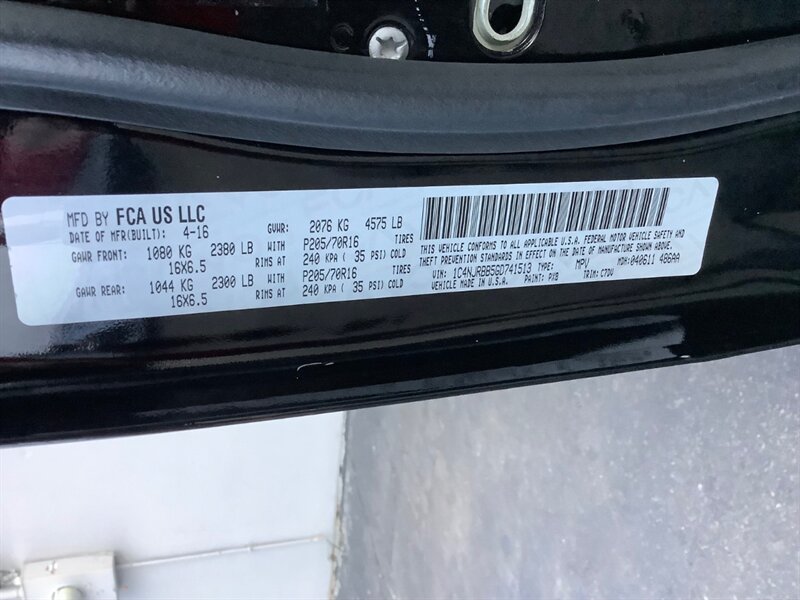 MFD BY FCA US LLC
DATE OF MFR(BUILT): 4-16 GVWR: 2076 KG 4575 LB
GAWR FRONT: 1080 KG 2380 LB WITH P205/70R16 TIRES
16X6.5 RIMS AT 240 KPA ( 35 PSI) COLD
GAWR REAR: 1044 KG 2300 LB WITH P205/70R16 TIRES
16X6.5 RIMS AT 240 KPA ( 35 PSI) COLD
THIS VEHICLE CONFORMS TO ALL APPLICABLE U.S.A. FEDERAL MOTOR VEHICLE SAFETY AND
THEFT PREVENTION STANDARDS IN EFFECT ON THE DATE OF MANUFACTURE SHOWN ABOVE.
VIN: 1C4NJRBB5GD741513 TYPE: MPV MDH: 040611 486AA
VEHICLE MADE IN U.S.A. PAINT: PX8 TRIM: C7DV